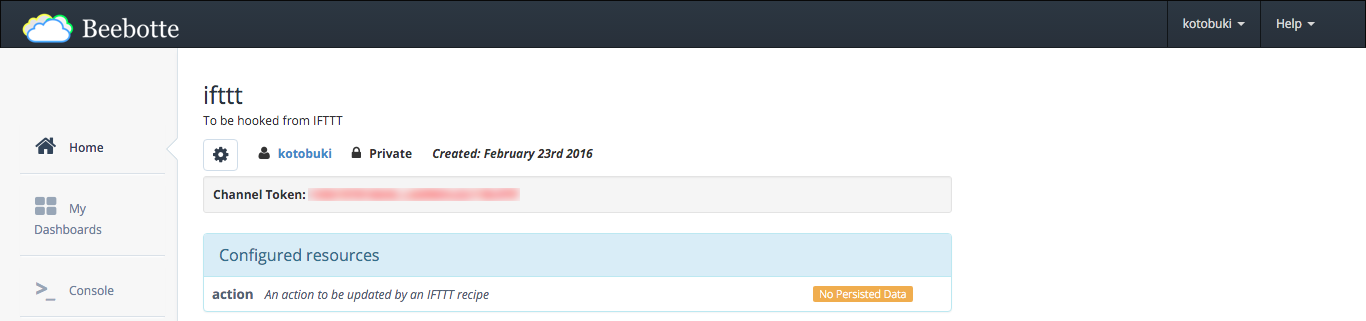 Beebotte
kotobuki
Help
ifttt
To be hooked from IFTTT
Home
kotobuki Private Created: February 23rd 2016
Channel Token:
My
Dashboards
Configured resources
>_ Console
action An action to be updated by an IFTTT recipe No Persisted Data